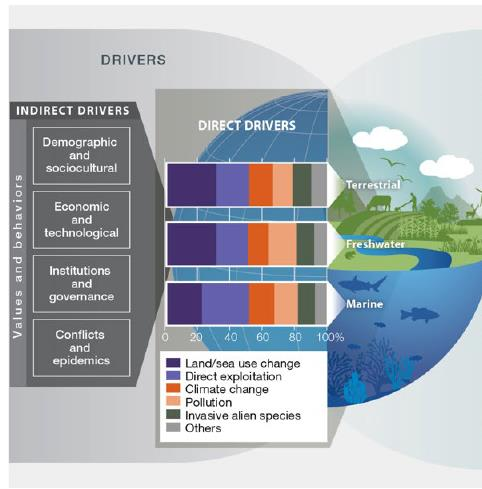 DRIVERS
INDIRECT DRIVERS
Values and behaviors
Demographic
and
sociocultural
Economic
and
technological
Institutions
and
governance
Conflicts
and
epidemics
DIRECT DRIVERS
Terrestrial
Freshwater
Marine
0 20 40 60 80 100%
Land/sea use change
Direct exploitation
Climate change
Pollution
Invasive alien species
Others